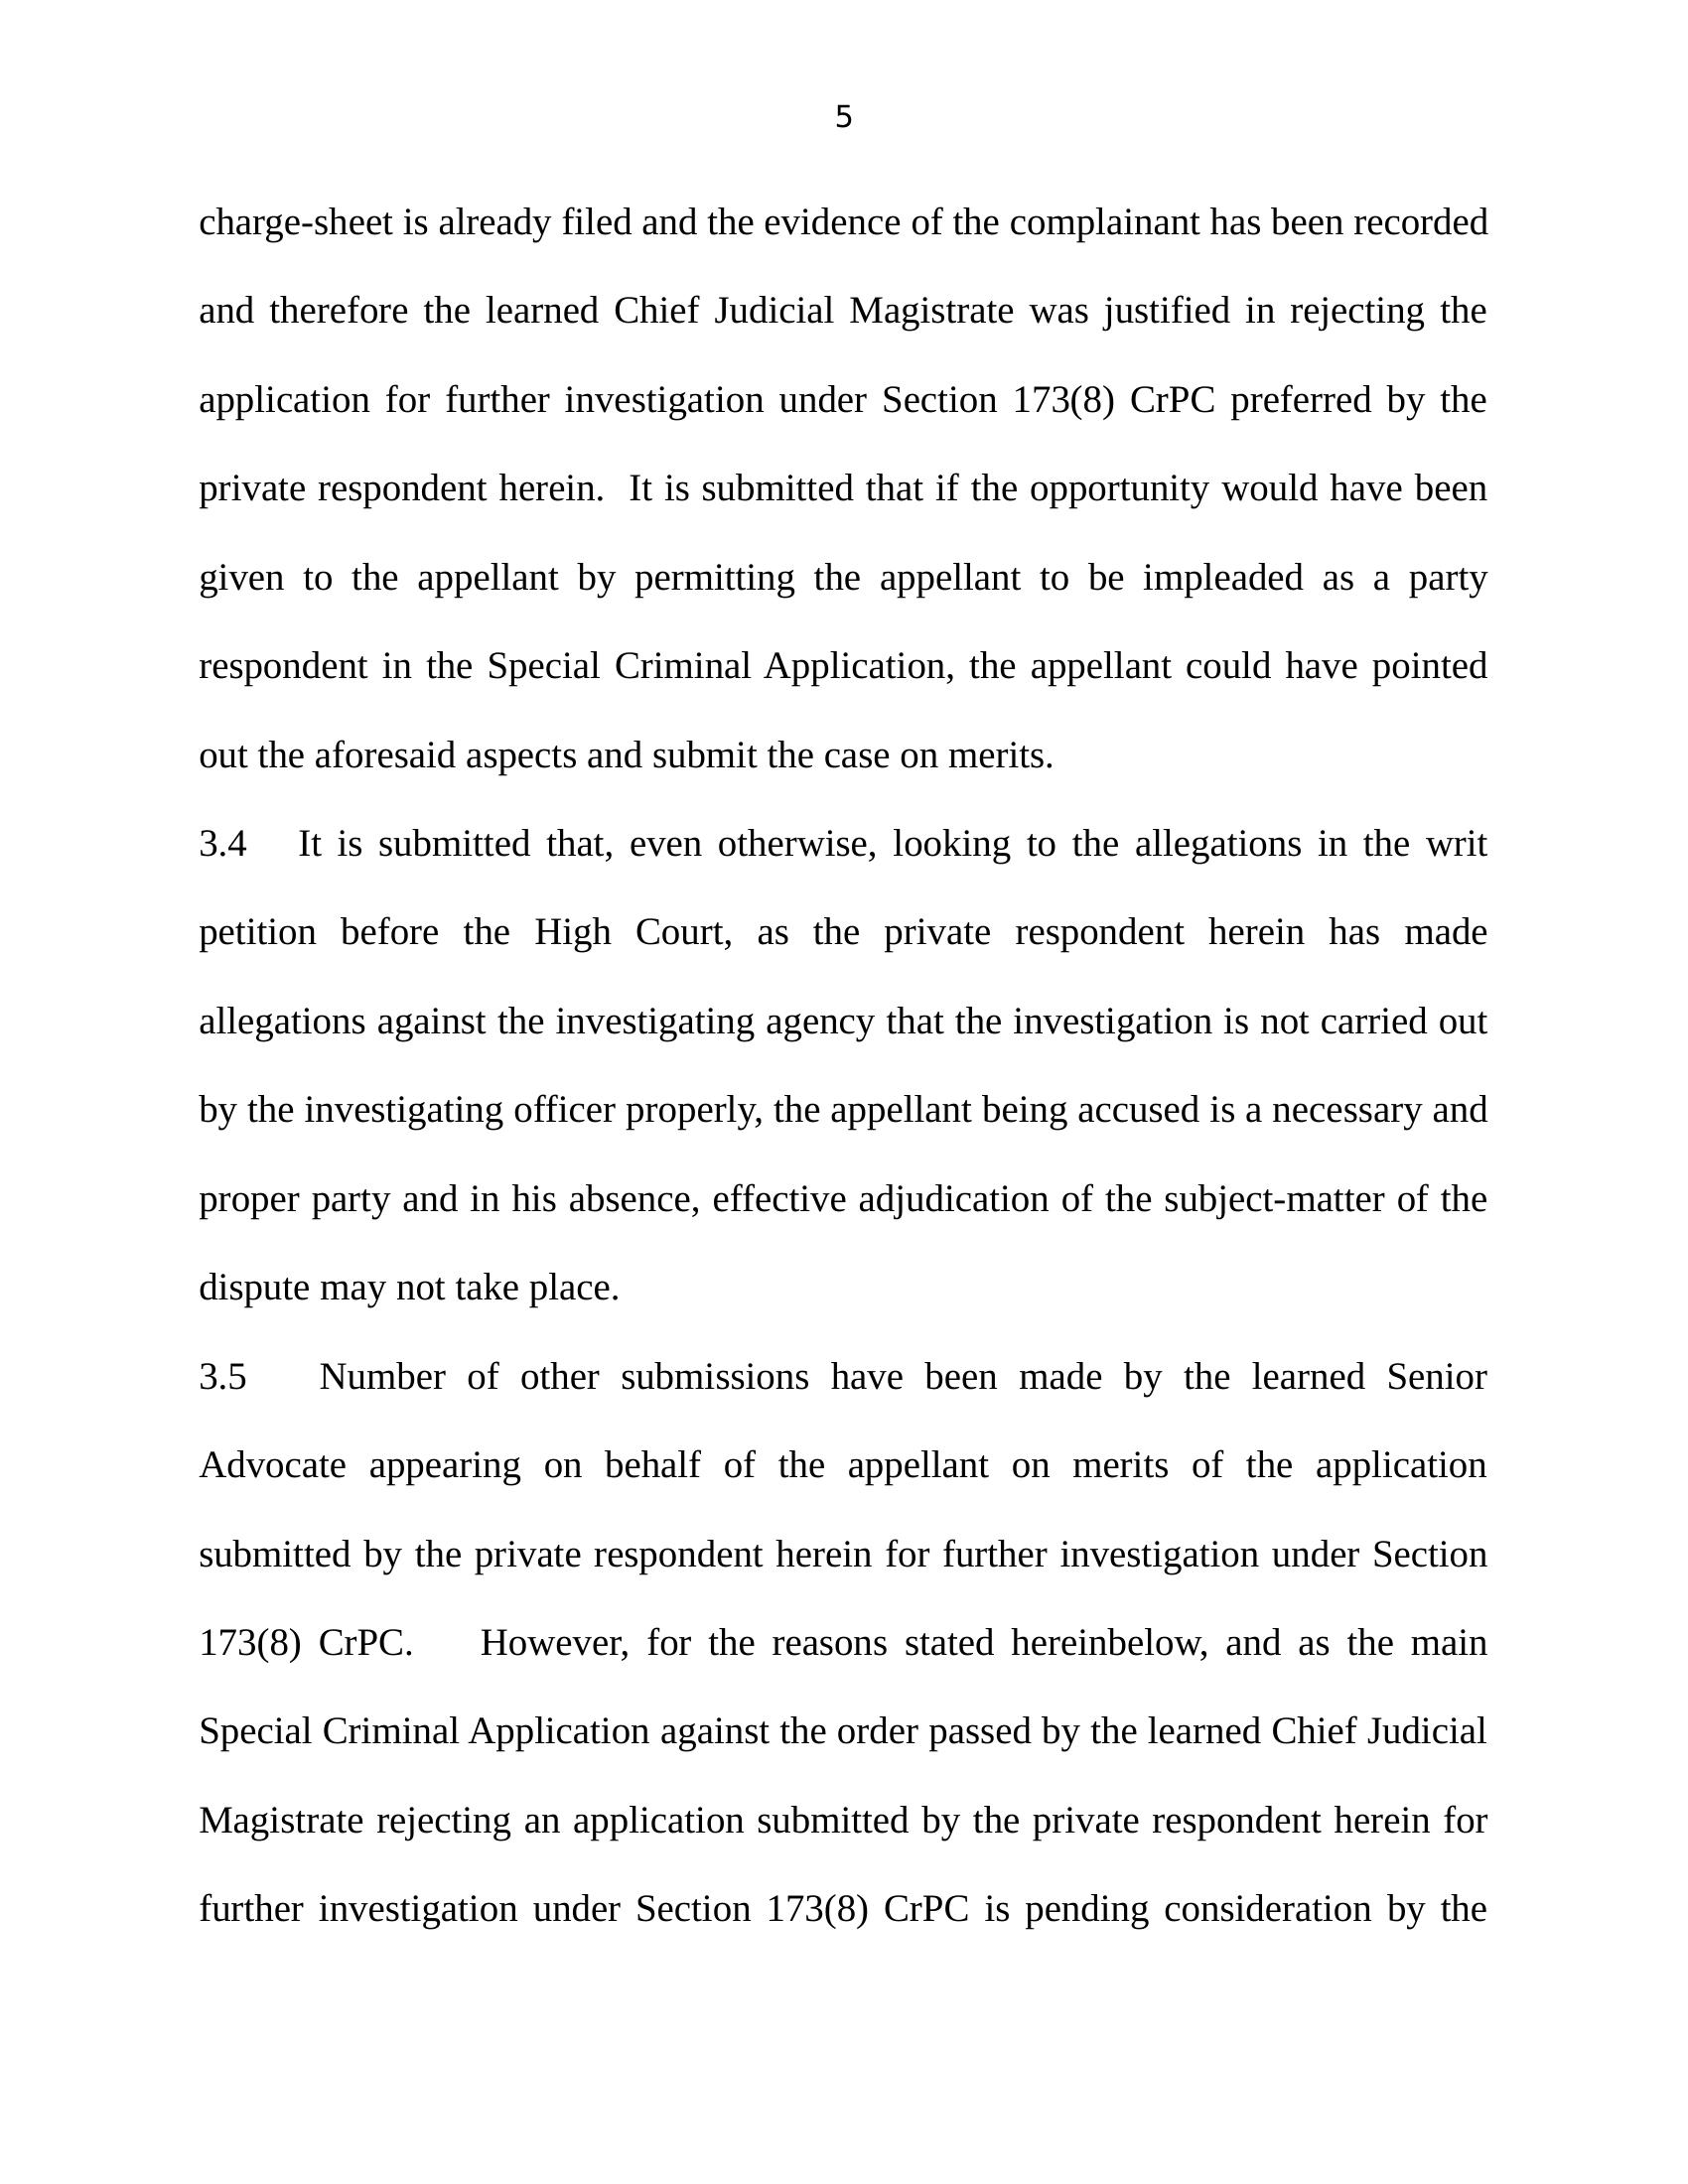 5
charge-sheet is already filed and the evidence of the complainant has been recorded
and therefore the learned Chief Judicial Magistrate was justified in rejecting the
application for further investigation under Section 173(8) CrPC preferred by the
private respondent herein.  It is submitted that if the opportunity would have been
given to the appellant by permitting the appellant to be impleaded as a party
respondent in the Special Criminal Application, the appellant could have pointed
out the aforesaid aspects and submit the case on merits.
3.4 It is submitted that, even otherwise, looking to the allegations in the writ
petition before the High Court, as the private respondent herein has made
allegations against the investigating agency that the investigation is not carried out
by the investigating officer properly, the appellant being accused is a necessary and
proper party and in his absence, effective adjudication of the subject-matter of the
dispute may not take place.
3.5 Number of other submissions have been made by the learned Senior
Advocate appearing on behalf of the appellant on merits of the application
submitted by the private respondent herein for further investigation under Section
173(8) CrPC. However, for the reasons stated hereinbelow, and as the main
Special Criminal Application against the order passed by the learned Chief Judicial
Magistrate rejecting an application submitted by the private respondent herein for
further investigation under Section 173(8) CrPC is pending consideration by the